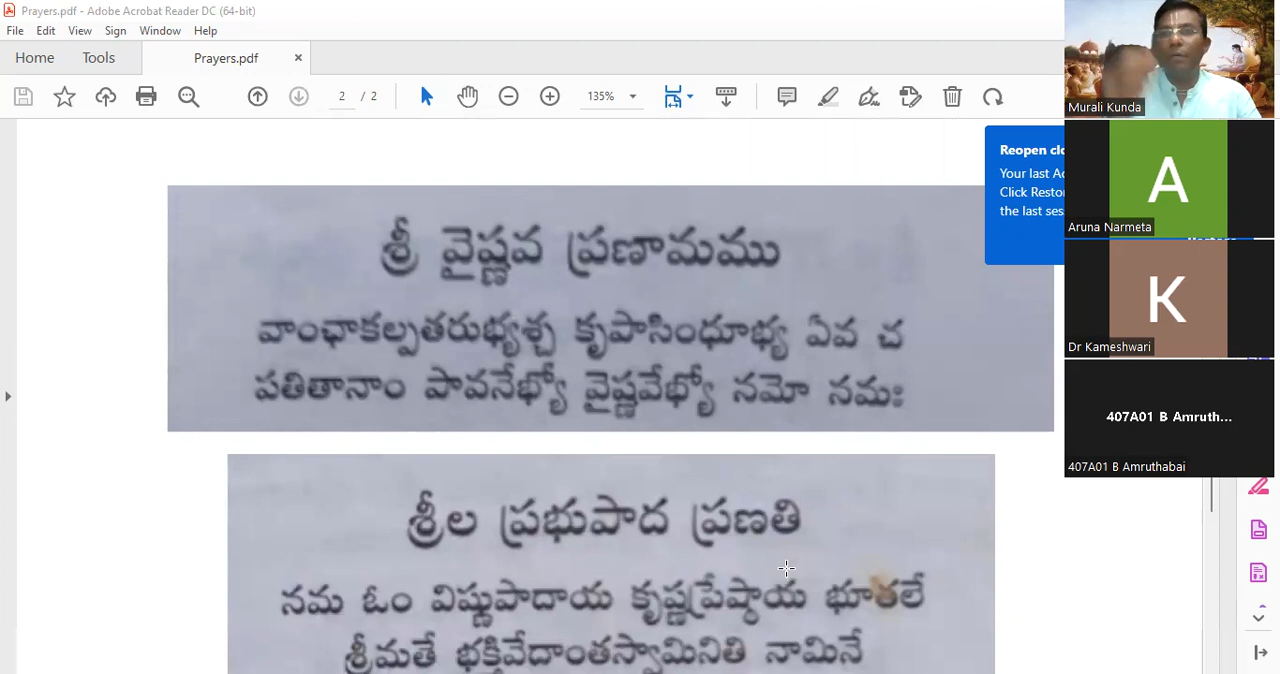 Prayers.pdf - Adobe Acrobat Reader DC (64-bit)
File Edit View Sign Window Help
Home Tools Prayers.pdf ×
2 / 2 135%
Reopen clo
Your last Ac
Click Resto
the last ses
శ్రీ వైష్ణవ ప్రణామము
వాంఛాకల్పతరుభ్యశ్చ కృపాసింధూభ్య ఏవ చ
పతితానాం పావనేభ్యో వైష్ణవేభ్యో నమో నమః
శ్రీల ప్రభుపాద ప్రణతి
నమ ఓం విష్ణుపాదాయ కృష్ణప్రేష్ఠాయ భూతలే
శ్రీమతే భక్తివేదాంతస్వామినితి నామినే
Murali Kunda
A
Aruna Narmeta
K
Dr Kameshwari
407A01 B Amruth...
407A01 B Amruthabai